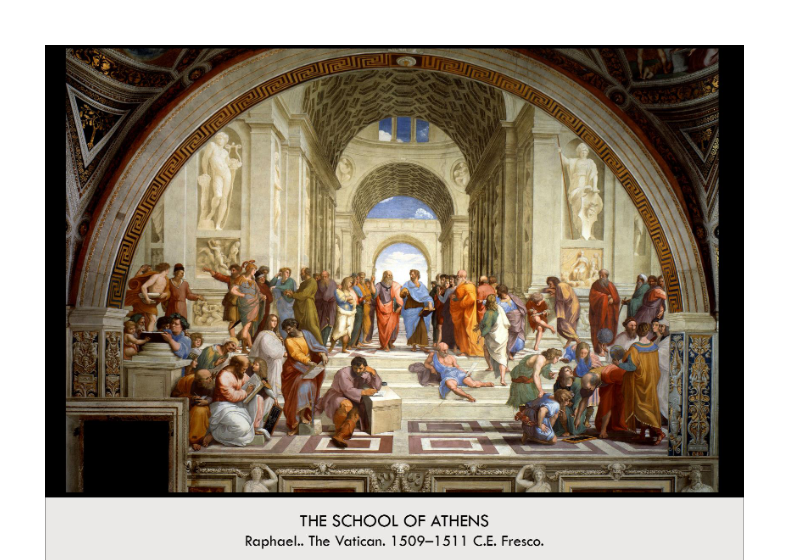 THE SCHOOL OF ATHENS
Raphael.. The Vatican. 1509–1511 C.E. Fresco.